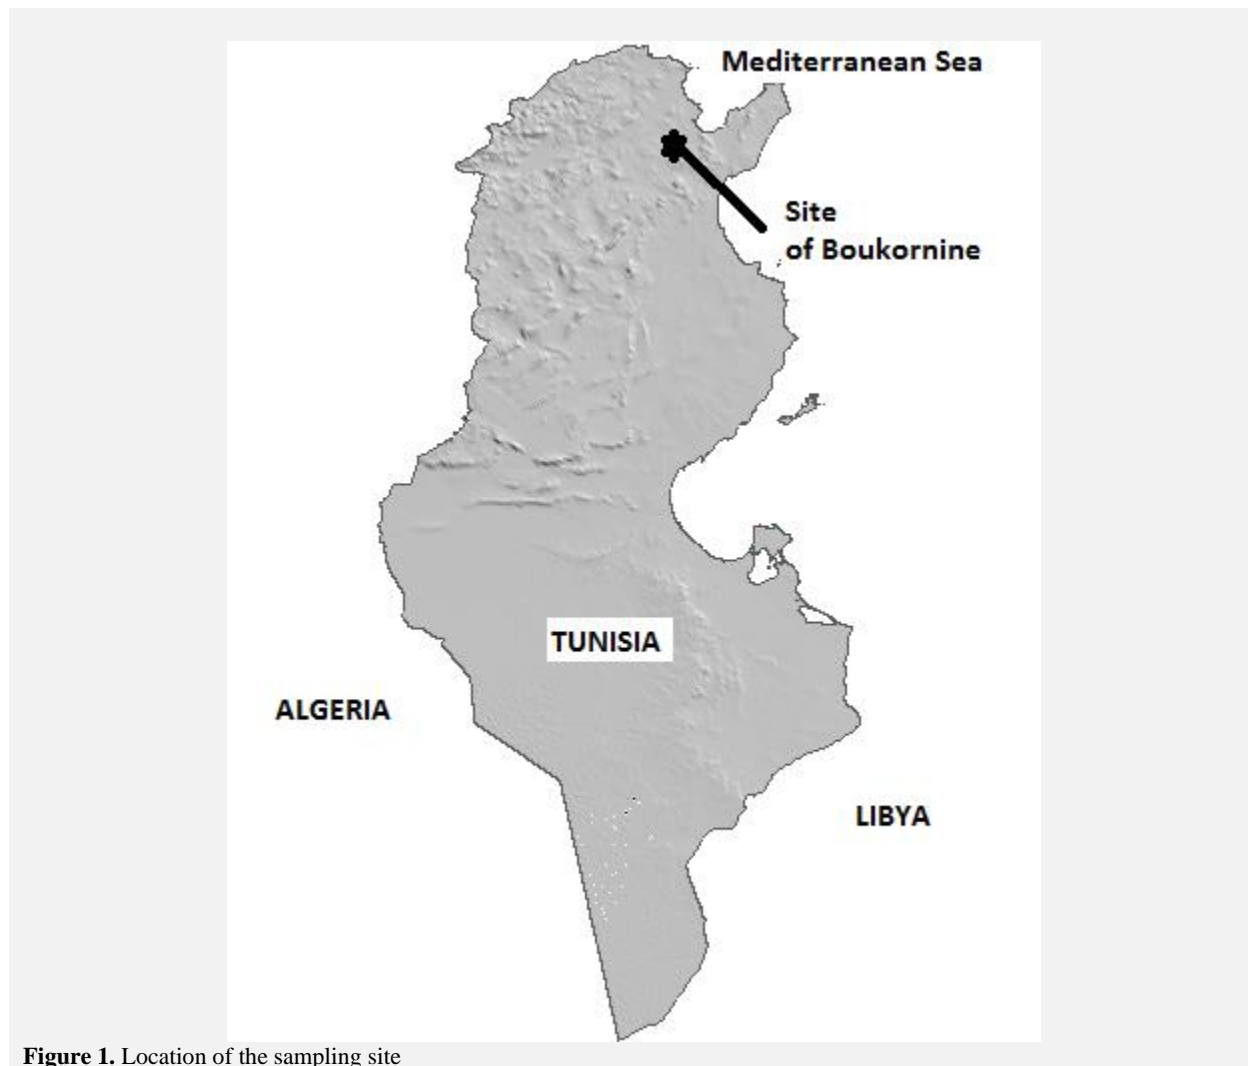 Mediterranean Sea
Site
of Boukornine
TUNISIA
ALGERIA
LIBYA
Figure 1. Location of the sampling site